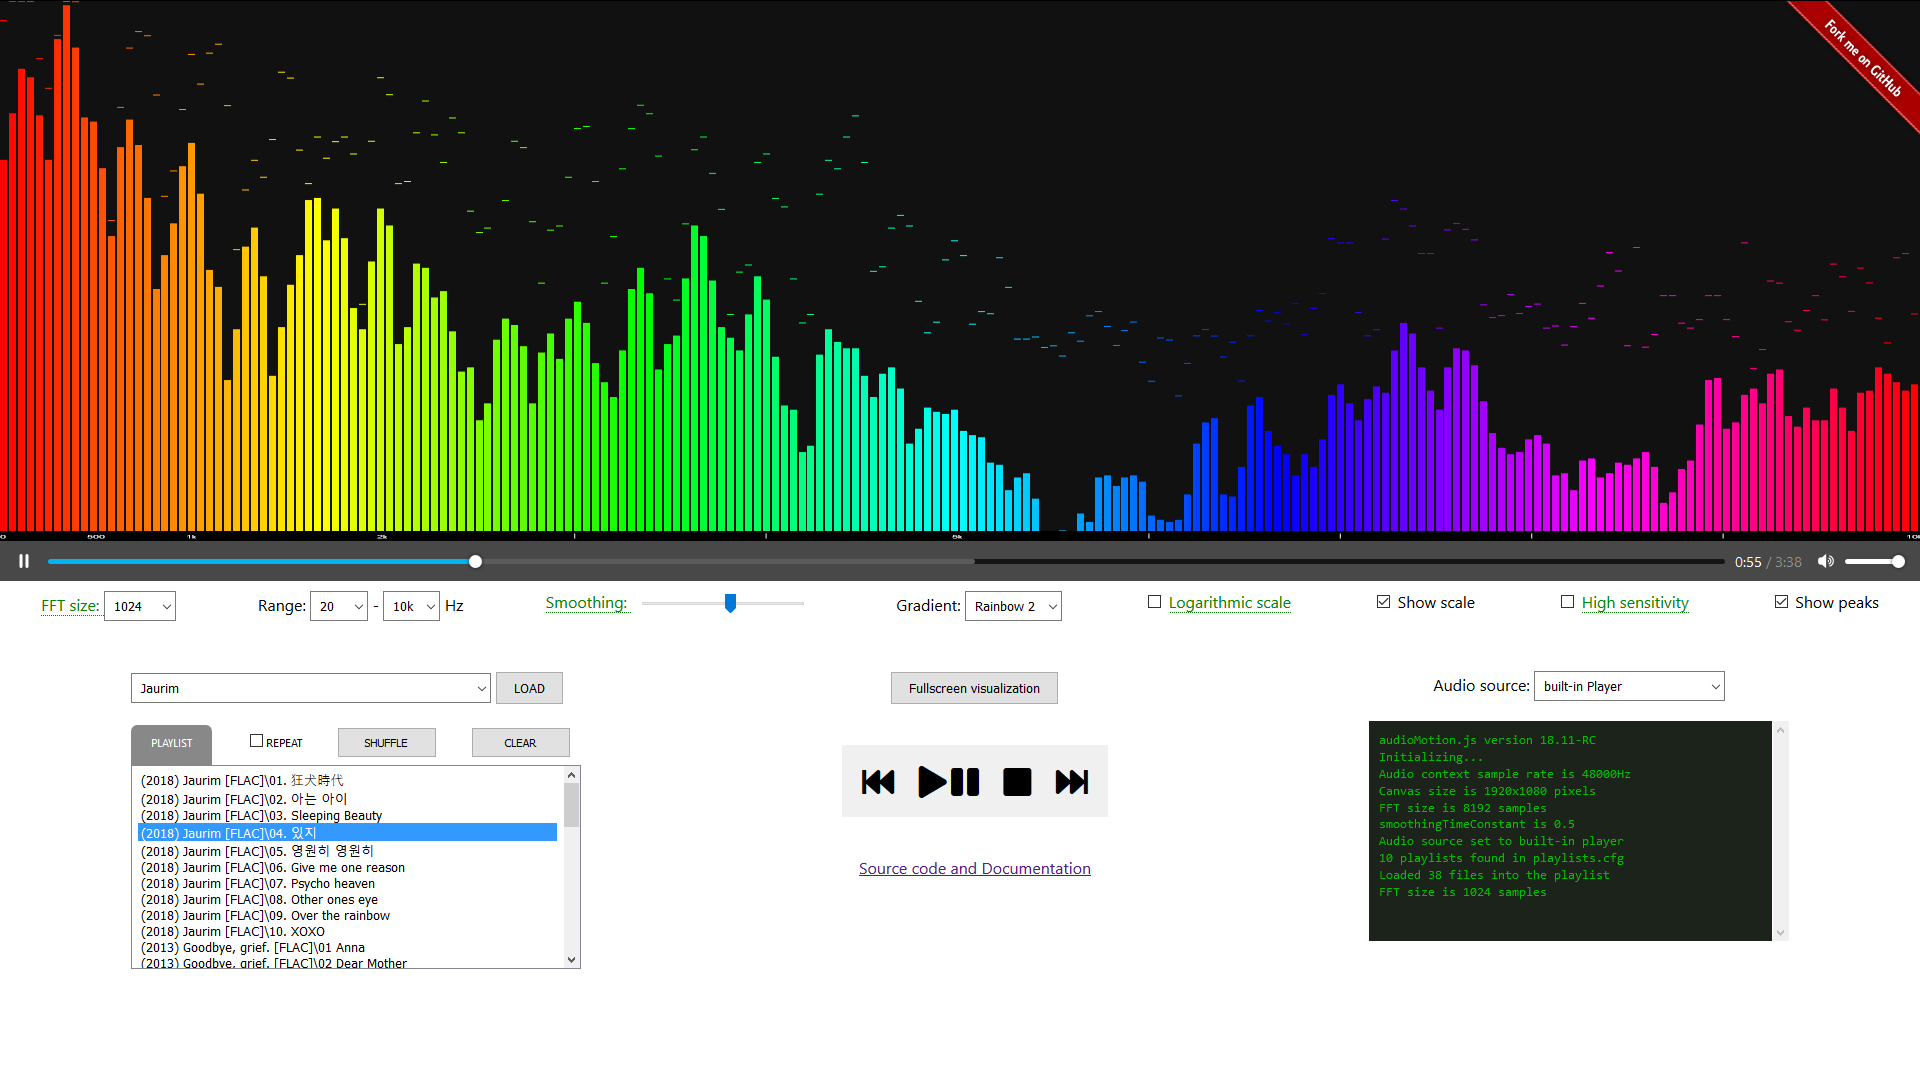 Fork me on GitHub
0 500 1k 2k 5k 10k
0:55 / 3:38
FFT size: 1024 Range: 20 - 10k Hz Smoothing: Gradient: Rainbow 2 Logarithmic scale Show scale High sensitivity Show peaks
Jaurim LOAD
Fullscreen visualization
Audio source: built-in Player
PLAYLIST REPEAT SHUFFLE CLEAR
(2018) Jaurim [FLAC]\01. 狂犬時代
(2018) Jaurim [FLAC]\02. 아는 아이
(2018) Jaurim [FLAC]\03. Sleeping Beauty
(2018) Jaurim [FLAC]\04. 있지
(2018) Jaurim [FLAC]\05. 영원히 영원히
(2018) Jaurim [FLAC]\06. Give me one reason
(2018) Jaurim [FLAC]\07. Psycho heaven
(2018) Jaurim [FLAC]\08. Other ones eye
(2018) Jaurim [FLAC]\09. Over the rainbow
(2018) Jaurim [FLAC]\10. XOXO
(2013) Goodbye, grief. [FLAC]\01 Anna
(2013) Goodbye, grief. [FLAC]\02 Dear Mother
Source code and Documentation
audioMotion.js version 18.11-RC
Initializing...
Audio context sample rate is 48000Hz
Canvas size is 1920x1080 pixels
FFT size is 8192 samples
smoothingTimeConstant is 0.5
Audio source set to built-in player
10 playlists found in playlists.cfg
Loaded 38 files into the playlist
FFT size is 1024 samples